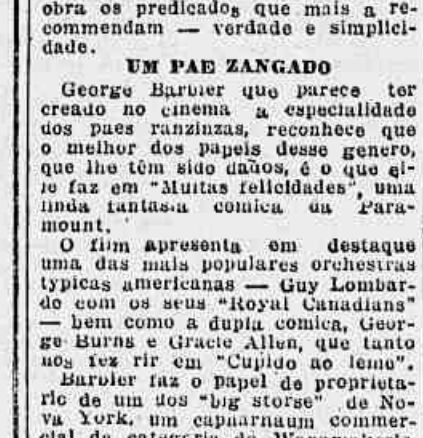 obra os predicados que mais a re-
commendam — verdade e simplici-
dade.
UM PAE ZANGADO
George Barbier que parece ter
creado no cinema a especialidade
dos paes ranzinzas, reconhece que
o melhor dos papeis desse genero,
que lhe têm sido dados, é o que el-
le faz em "Muitas felicidades", uma
linda fantasia comica da Para-
mount.
O film apresenta em destaque
uma das mais populares orchestras
typicas americanas — Guy Lombar-
do com os seus "Royal Canadians"
— bem como a dupla comica, Geor-
ge Burns e Gracie Allen, que tanto
nos fez rir em "Cupido ao leme".
Barbier faz o papel de proprieta-
rio de um dos "big storse" de No-
va York, um capharnaum commer-
cial de categoria do